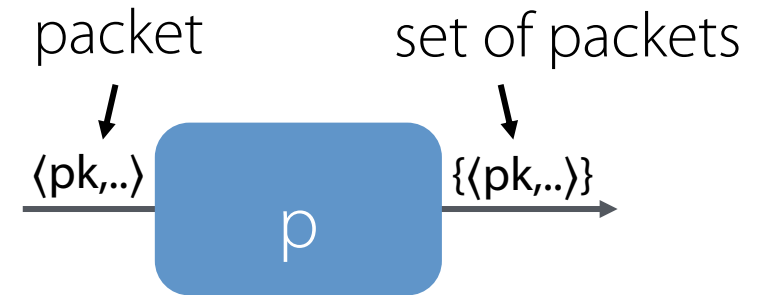 packet
set of packets
⟨pk,..⟩
{⟨pk,..⟩}
p